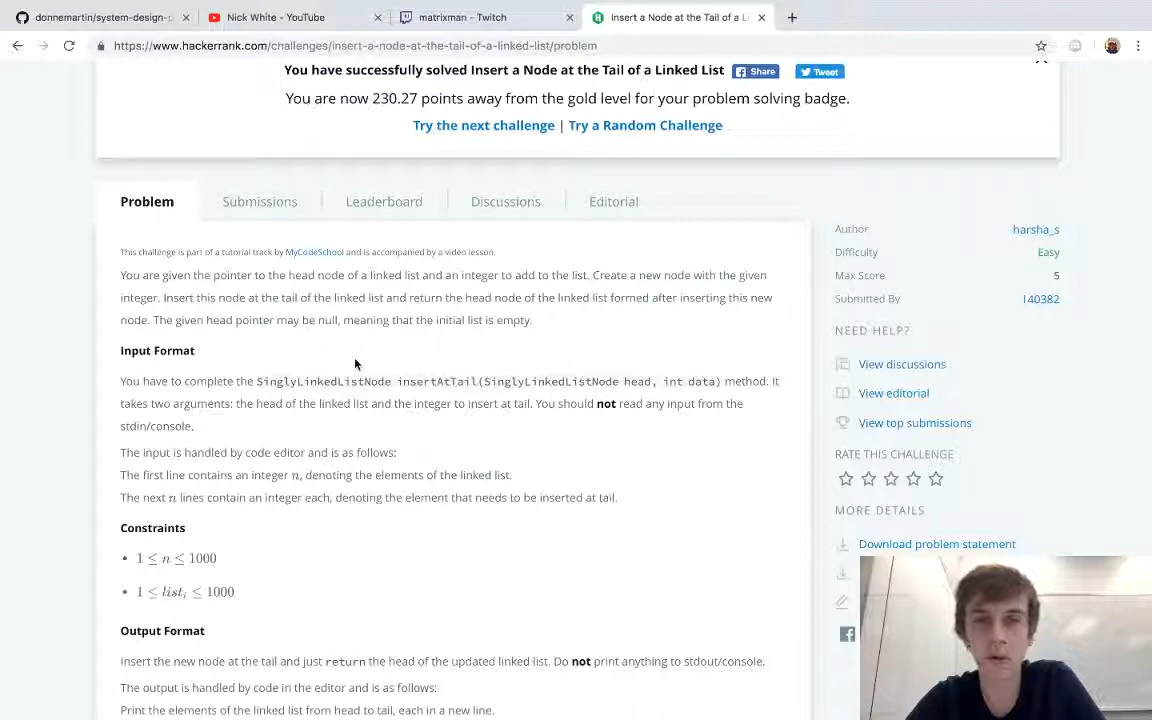 donnemartin/system-design-p
Nick White - YouTube
matrixman - Twitch
Insert a Node at the Tail of a Li
https://www.hackerrank.com/challenges/insert-a-node-at-the-tail-of-a-linked-list/problem
You have successfully solved Insert a Node at the Tail of a Linked List
Share
Tweet
You are now 230.27 points away from the gold level for your problem solving badge.
Try the next challenge | Try a Random Challenge
Problem
Submissions
Leaderboard
Discussions
Editorial
This challenge is part of a tutorial track by MyCodeSchool and is accompanied by a video lesson.
You are given the pointer to the head node of a linked list and an integer to add to the list. Create a new node with the given
integer. Insert this node at the tail of the linked list and return the head node of the linked list formed after inserting this new
node. The given head pointer may be null, meaning that the initial list is empty.
Input Format
You have to complete the SinglyLinkedListNode insertAtTail(SinglyLinkedListNode head, int data) method. It
takes two arguments: the head of the linked list and the integer to insert at tail. You should not read any input from the
stdin/console.
The input is handled by code editor and is as follows:
The first line contains an integer n, denoting the elements of the linked list.
The next n lines contain an integer each, denoting the element that needs to be inserted at tail.
Constraints
• 1 ≤ n ≤ 1000
• 1 ≤ listᵢ ≤ 1000
Output Format
Insert the new node at the tail and just return the head of the updated linked list. Do not print anything to stdout/console.
The output is handled by code in the editor and is as follows:
Print the elements of the linked list from head to tail, each in a new line.
Author harsha_s
Difficulty Easy
Max Score 5
Submitted By 140382
NEED HELP?
View discussions
View editorial
View top submissions
RATE THIS CHALLENGE
MORE DETAILS
Download problem statement